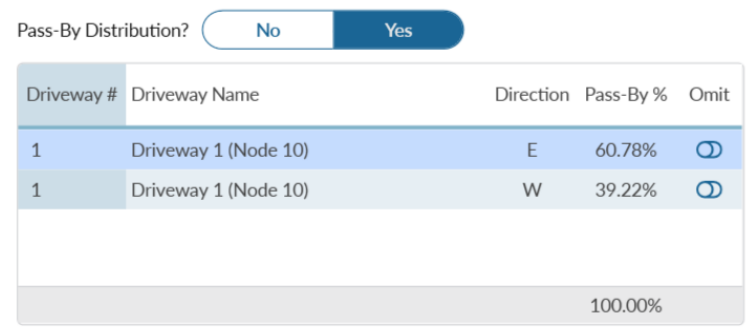 Pass-By Distribution? No Yes
Driveway # Driveway Name Direction Pass-By % Omit
1 Driveway 1 (Node 10) E 60.78%
1 Driveway 1 (Node 10) W 39.22%
100.00%